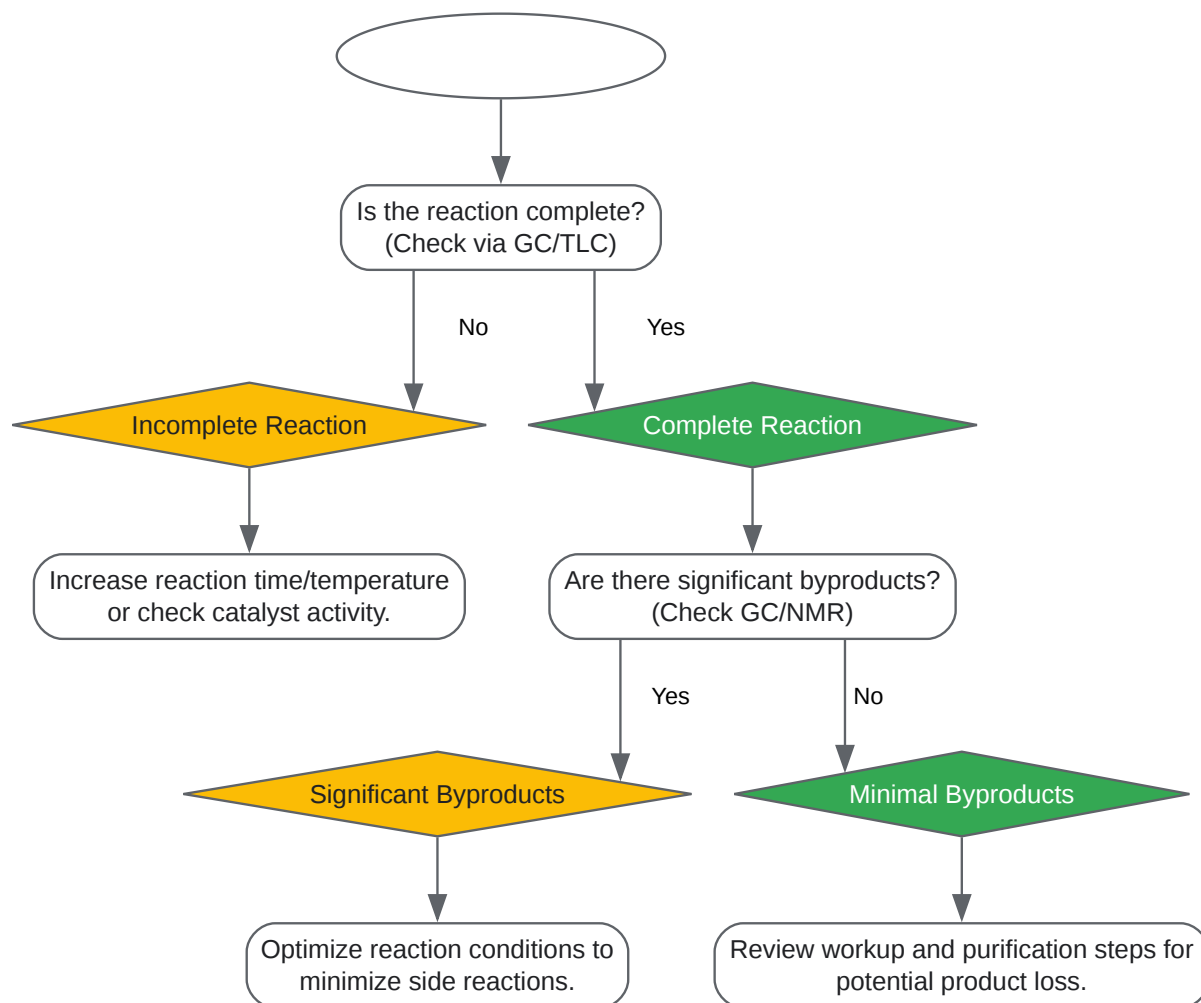 Is the reaction complete?
(Check via GC/TLC)
No
Yes
Incomplete Reaction
Complete Reaction
Increase reaction time/temperature
or check catalyst activity.
Are there significant byproducts?
(Check GC/NMR)
Yes
No
Significant Byproducts
Minimal Byproducts
Optimize reaction conditions to
minimize side reactions.
Review workup and purification steps for
potential product loss.